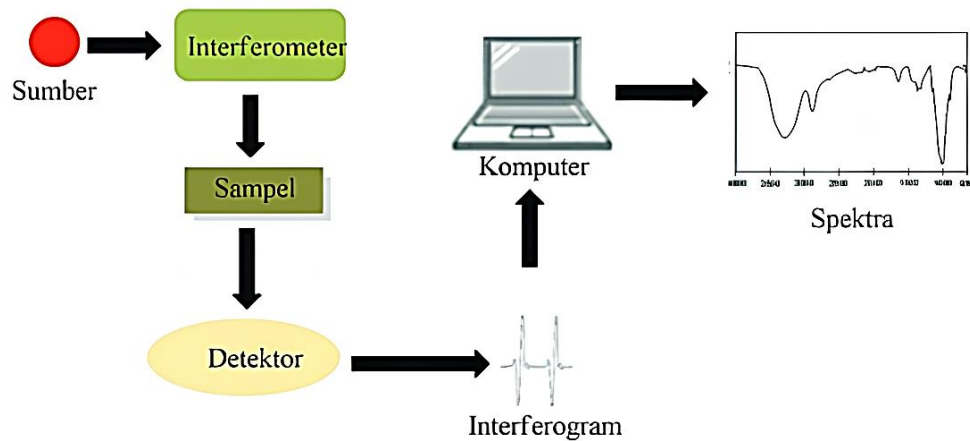 Sumber
Interferometer
Sampel
Detektor
Interferogram
Komputer
Spektra